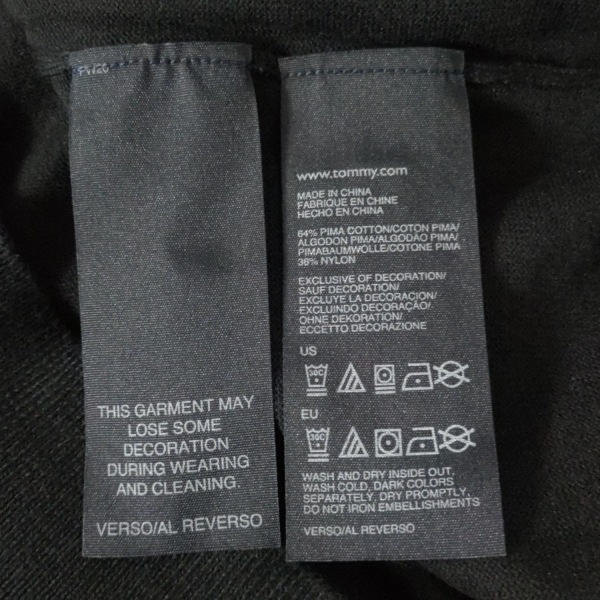 THIS GARMENT MAY
LOSE SOME
DECORATION
DURING WEARING
AND CLEANING.
VERSO/AL REVERSO
www.tommy.com
MADE IN CHINA
FABRIQUE EN CHINE
HECHO EN CHINA
64% PIMA COTTON/COTON PIMA/
ALGODON PIMA/ALGODÃO PIMA/
PIMABAUMWOLLE/COTONE PIMA
36% NYLON
EXCLUSIVE OF DECORATION/
SAUF DECORATION/
EXCLUYE LA DECORACION/
EXCLUINDO DECORAÇÃO/
OHNE DEKORATION/
ECCETTO DECORAZIONE
US
30C
EU
30C
WASH AND DRY INSIDE OUT,
WASH COLD, DARK COLORS
SEPARATELY, DRY PROMPTLY,
DO NOT IRON EMBELLISHMENTS
VERSO/AL REVERSO